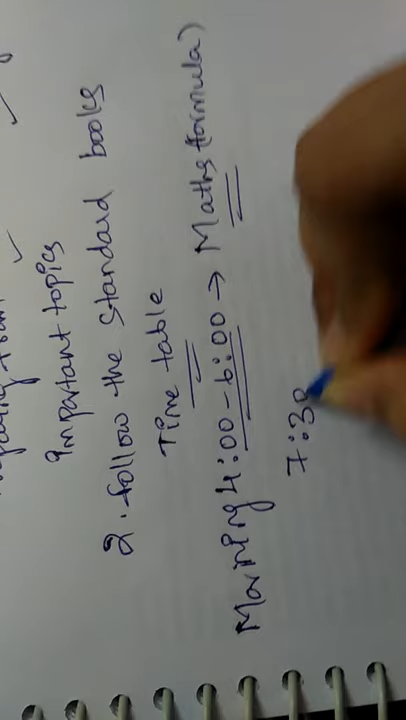 important topics
2. follow the standard books
Time table
Morning 4:00 - 6:00 → Maths (formula)
7:30